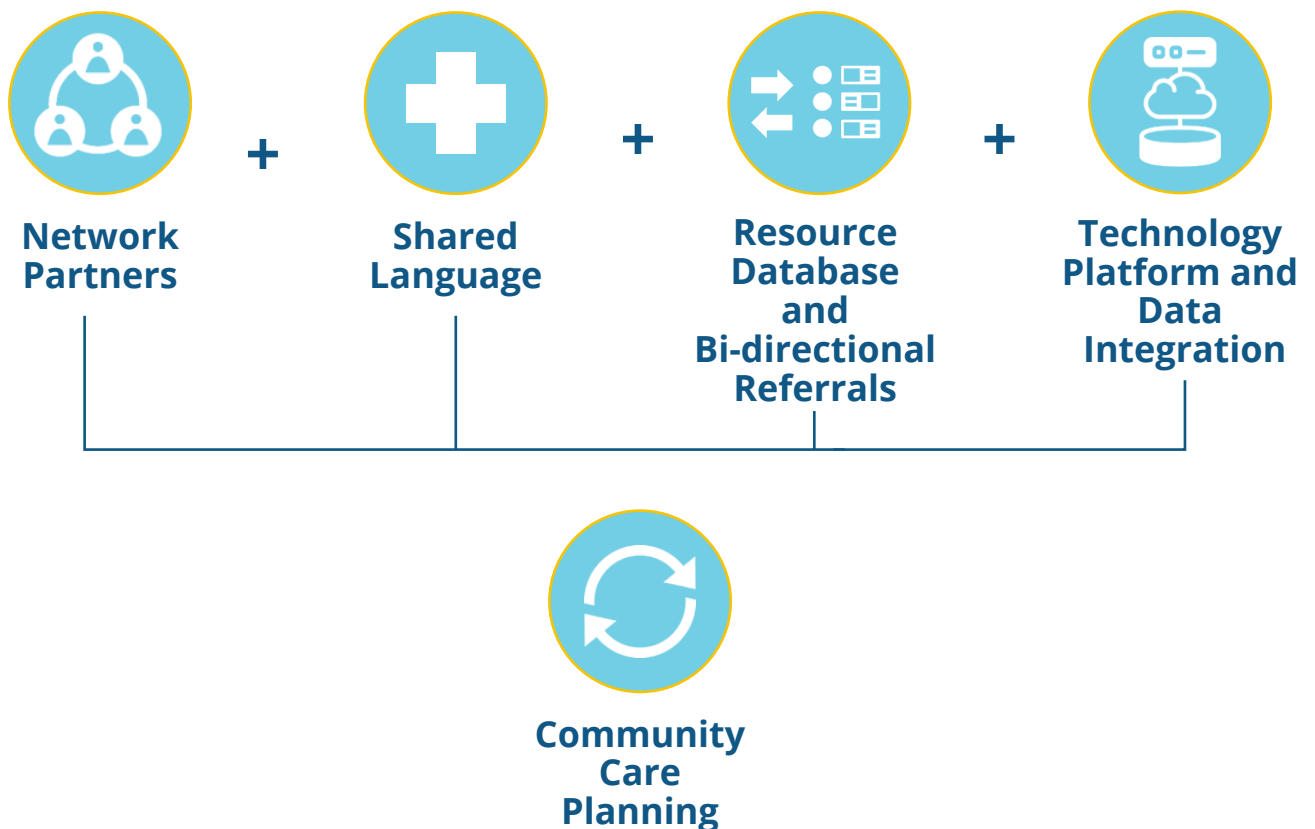 +
+
+
Network
Partners
Shared
Language
Resource
Database
and
Bi-directional
Referrals
Technology
Platform and
Data
Integration
Community
Care
Planning